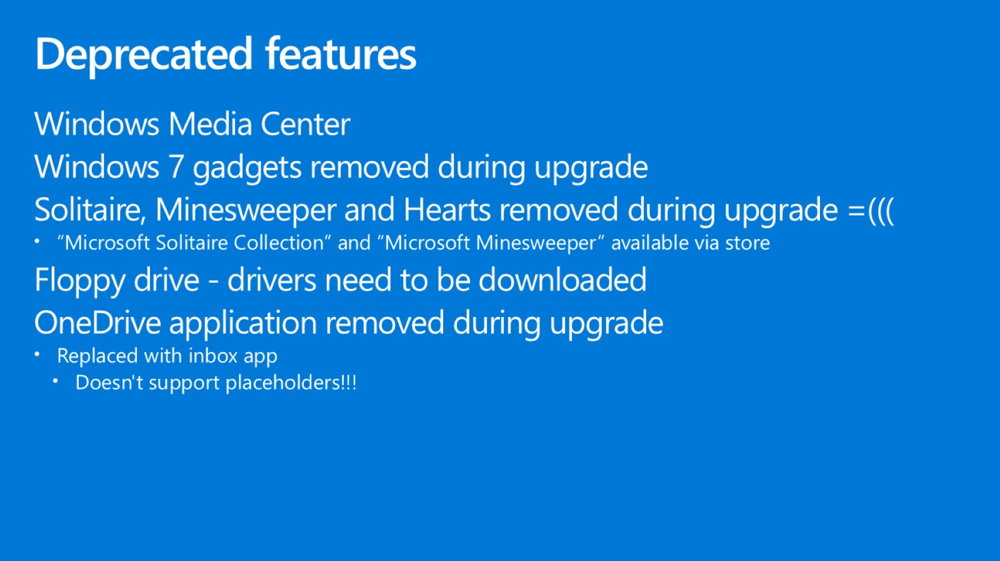 Deprecated features
Windows Media Center
Windows 7 gadgets removed during upgrade
Solitaire, Minesweeper and Hearts removed during upgrade =(((
• “Microsoft Solitaire Collection” and “Microsoft Minesweeper” available via store
Floppy drive - drivers need to be downloaded
OneDrive application removed during upgrade
• Replaced with inbox app
• Doesn't support placeholders!!!